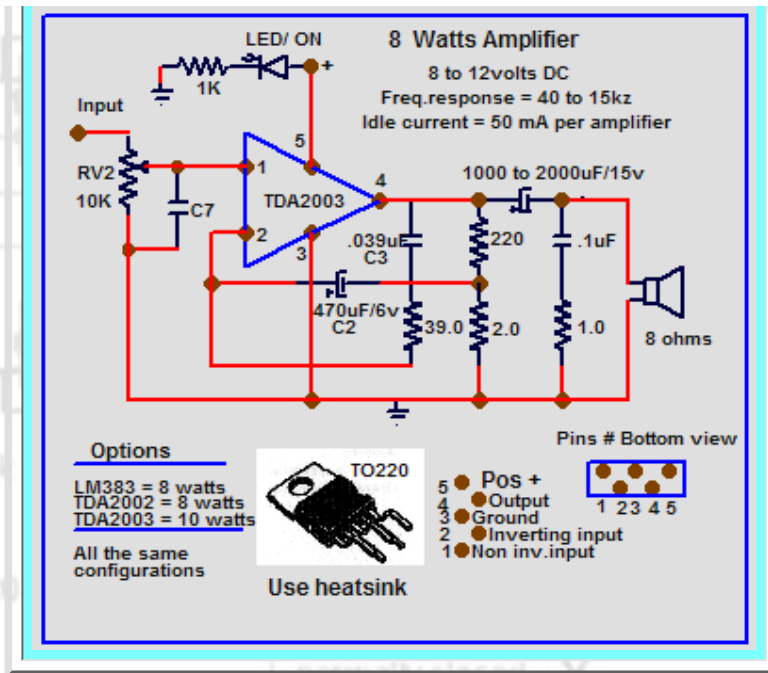 LED/ ON
8 Watts Amplifier
+
8 to 12volts DC
1K
Freq.response = 40 to 15kz
Input
Idle current = 50 mA per amplifier
5
RV2
10K
1
4
1000 to 2000uF/15v
C7
TDA2003
2
3
.039uF
C3
220
.1uF
470uF/6v
C2
39.0
2.0
1.0
8 ohms
Pins # Bottom view
Options
TO220
LM383 = 8 watts
TDA2002 = 8 watts
TDA2003 = 10 watts
5 Pos +
4 Output
3 Ground
2 Inverting input
1 Non inv.input
1 2 3 4 5
All the same
configurations
Use heatsink